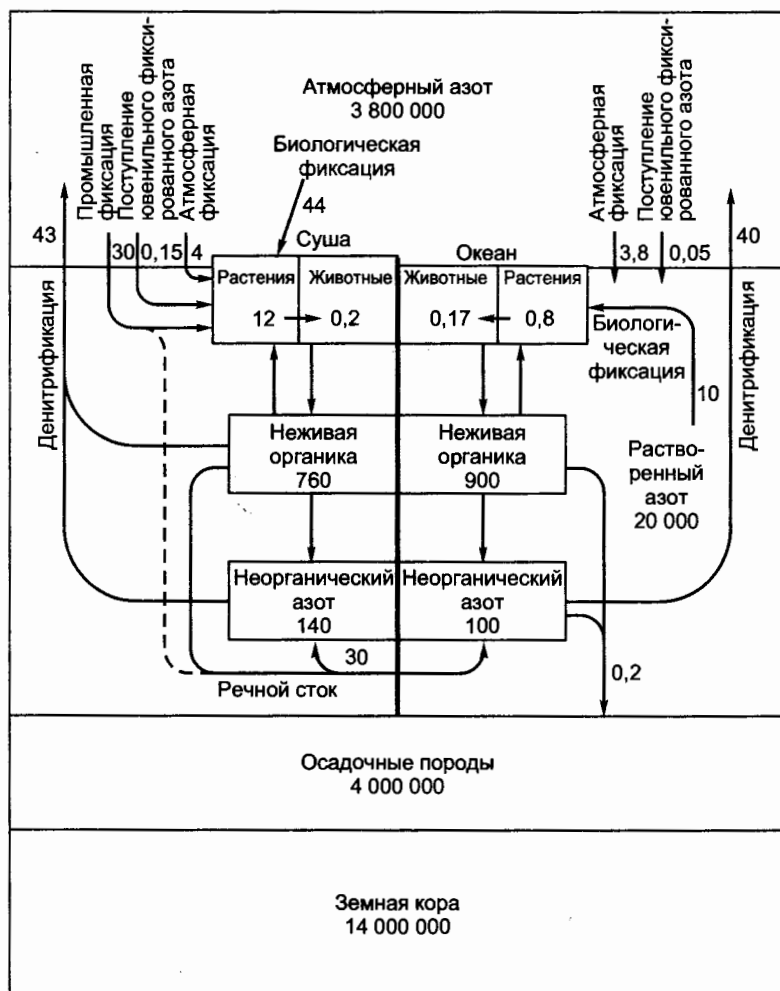 Атмосферный азот
3 800 000
Промышленная
фиксация
Поступление
ювенильного фикси-
рованного азота
Атмосферная
фиксация
Биологическая
фиксация
Атмосферная
фиксация
Поступление
ювенильного фикси-
рованного азота
43
30
0,15
4
44
3,8
0,05
40
Суша
Океан
Растения
Животные
Животные
Растения
12
0,2
0,17
0,8
Биологи-
ческая
фиксация
10
Денитрификация
Денитрификация
Неживая
органика
760
Неживая
органика
900
Раство-
ренный
азот
20 000
Неорганический
азот
140
Неорганический
азот
100
30
Речной сток
0,2
Осадочные породы
4 000 000
Земная кора
14 000 000